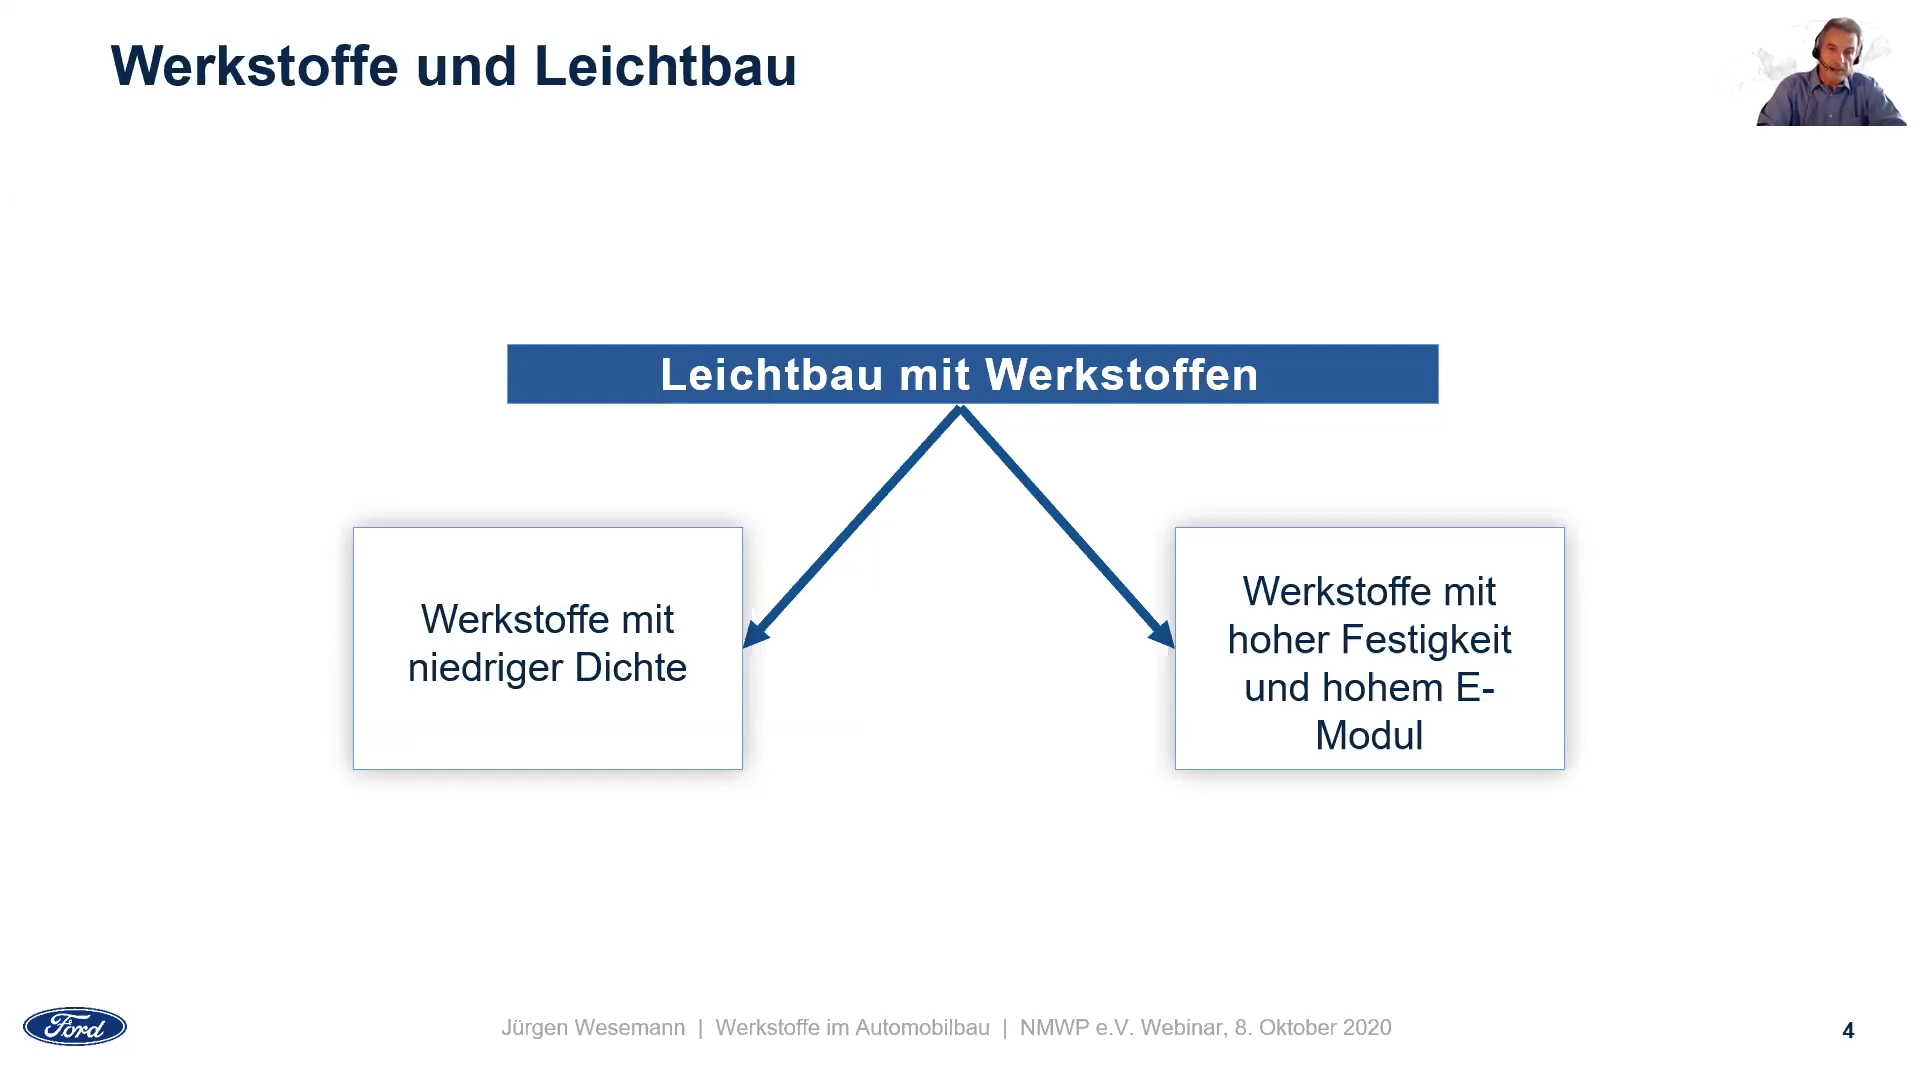 Werkstoffe und Leichtbau
Leichtbau mit Werkstoffen
Werkstoffe mit
niedriger Dichte
Werkstoffe mit
hoher Festigkeit
und hohem E-
Modul
Ford
Jürgen Wesemann | Werkstoffe im Automobilbau | NMWP e.V. Webinar, 8. Oktober 2020
4